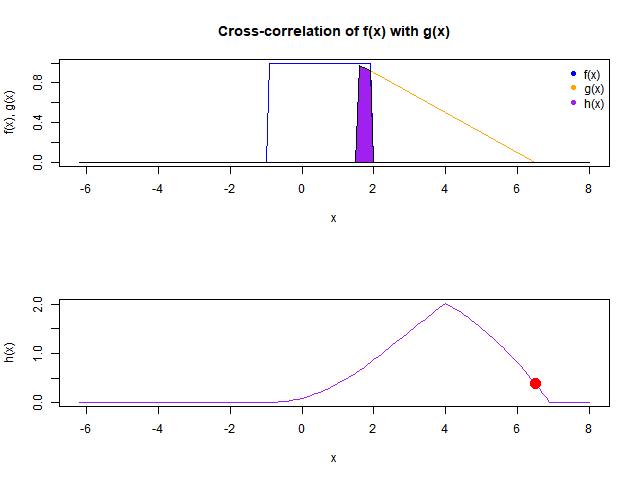 Cross-correlation of f(x) with g(x)
f(x), g(x)
0.8
0.4
0.0
f(x)
g(x)
h(x)
-6 -4 -2 0 2 4 6 8
x
h(x)
2.0
1.0
0.0
-6 -4 -2 0 2 4 6 8
x